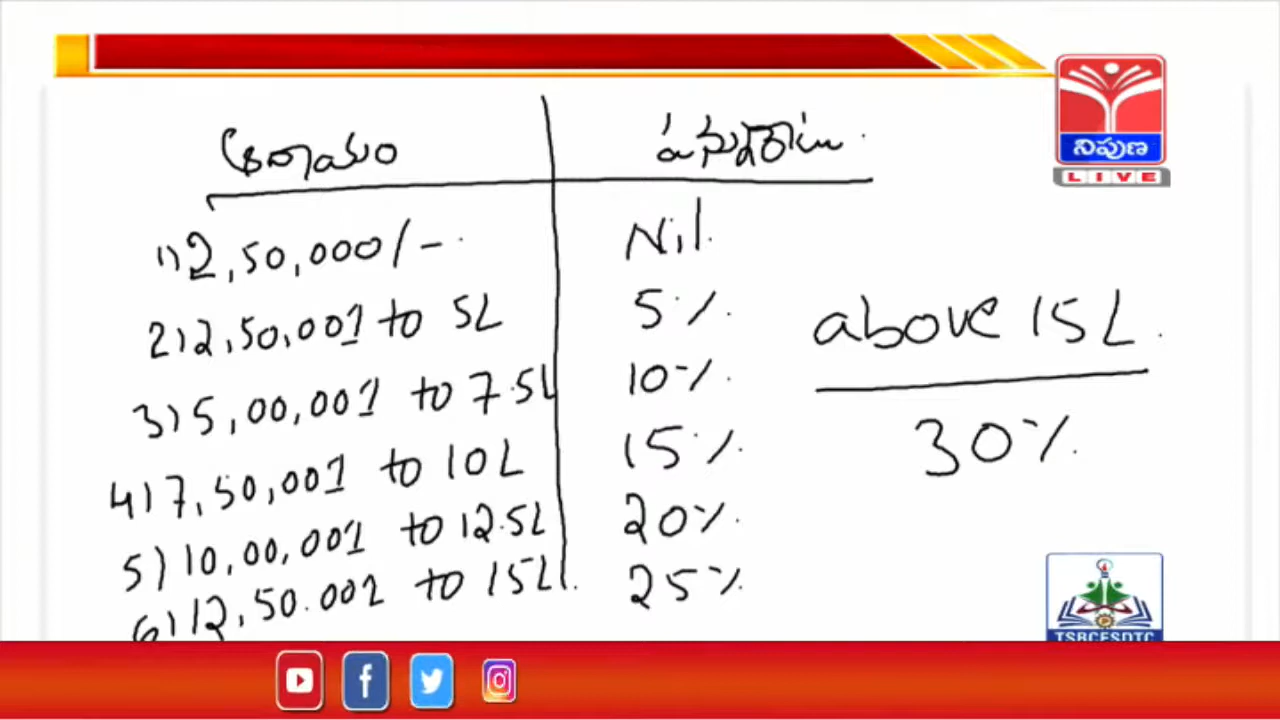 నిపుణ
LIVE
ఆదాయం
1) 2,50,000/- Nil.
2) 2,50,001 to 5L 5%
3) 5,00,001 to 7.5L 10%
4) 7,50,001 to 10L 15%
5) 10,00,001 to 12.5L 20%
6) 12,50.001 to 15L 25%
above 15L.
30%
TSBCESDTC